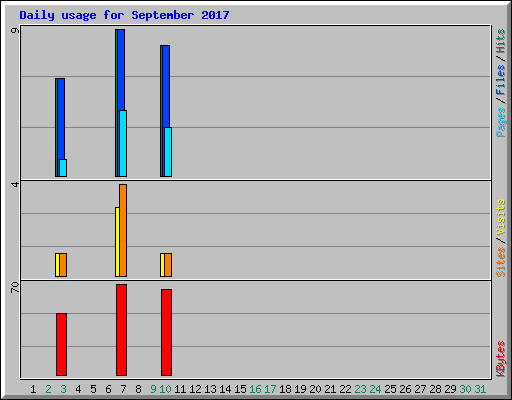 Daily usage for September 2017
9
Pages / Files / Hits
4
Sites / Visits
70
KBytes
1 2 3 4 5 6 7 8 9 10 11 12 13 14 15 16 17 18 19 20 21 22 23 24 25 26 27 28 29 30 31